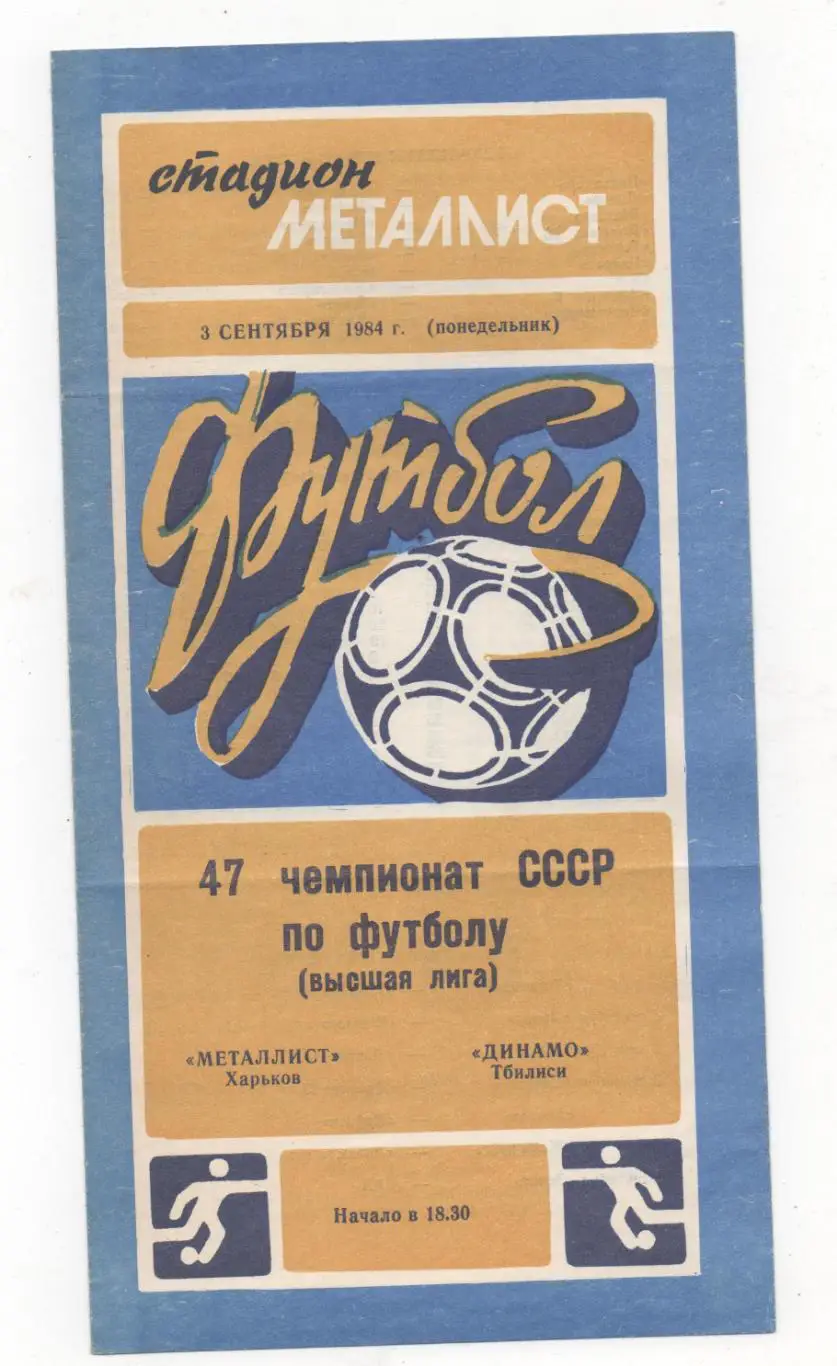 стадион
МЕТАЛЛИСТ
3 СЕНТЯБРЯ 1984 г. (понедельник)
Футбол
47 чемпионат СССР
по футболу
(высшая лига)
«МЕТАЛЛИСТ» «ДИНАМО»
Харьков Тбилиси
Начало в 18.30